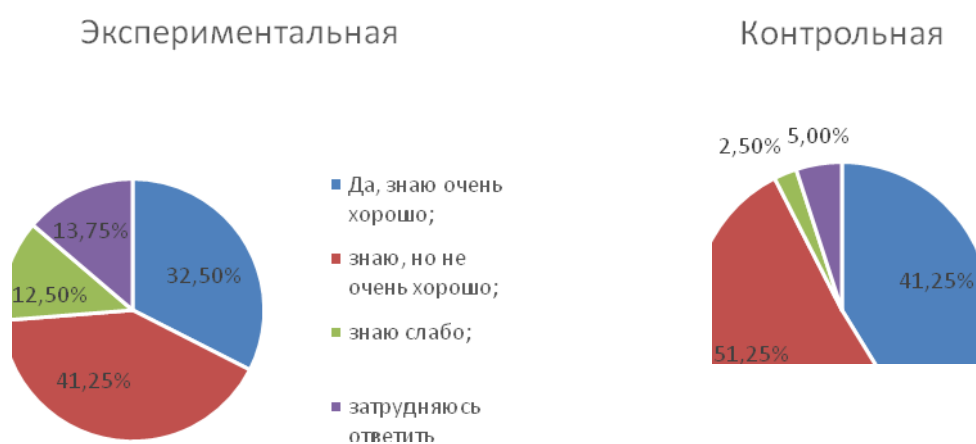 Экспериментальная
Контрольная
13,75%
32,50%
12,50%
41,25%
Да, знаю очень
хорошо;
знаю, но не
очень хорошо;
знаю слабо;
затрудняюсь
ответить
2,50%
5,00%
41,25%
51,25%